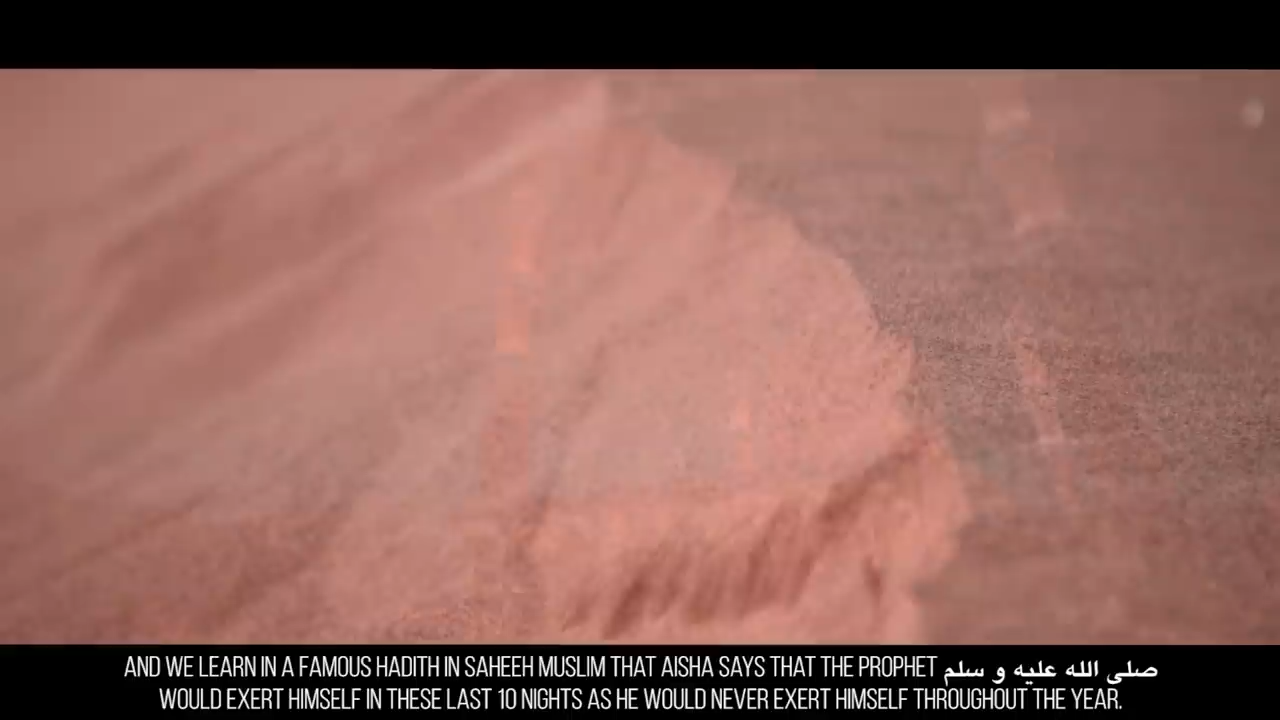 AND WE LEARN IN A FAMOUS HADITH IN SAHEEH MUSLIM THAT AISHA SAYS THAT THE PROPHET صلى الله عليه و سلم
WOULD EXERT HIMSELF IN THESE LAST 10 NIGHTS AS HE WOULD NEVER EXERT HIMSELF THROUGHOUT THE YEAR.